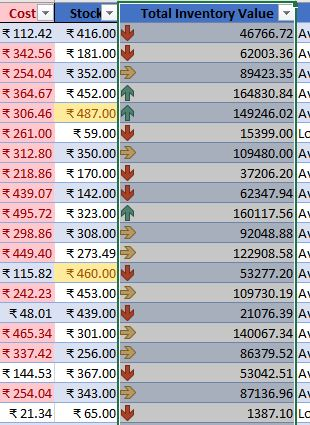 Cost Stock Total Inventory Value
₹ 112.42 ₹ 416.00 46766.72 Av
₹ 342.56 ₹ 181.00 62003.36 Av
₹ 254.04 ₹ 352.00 89423.35 Av
₹ 364.67 ₹ 452.00 164830.84 Av
₹ 306.46 ₹ 487.00 149246.02 Av
₹ 261.00 ₹ 59.00 15399.00 Lo
₹ 312.80 ₹ 350.00 109480.00 Av
₹ 218.86 ₹ 170.00 37206.20 Av
₹ 439.07 ₹ 142.00 62347.94 Av
₹ 495.72 ₹ 323.00 160117.56 Av
₹ 298.86 ₹ 308.00 92048.88 Av
₹ 449.40 ₹ 273.49 122908.58 Av
₹ 115.82 ₹ 460.00 53277.20 Av
₹ 242.23 ₹ 453.00 109730.19 Av
₹ 48.01 ₹ 439.00 21076.39 Av
₹ 465.34 ₹ 301.00 140067.34 Av
₹ 337.42 ₹ 256.00 86379.52 Av
₹ 144.53 ₹ 367.00 53042.51 Av
₹ 254.04 ₹ 343.00 87136.96 Av
₹ 21.34 ₹ 65.00 1387.10 Lo